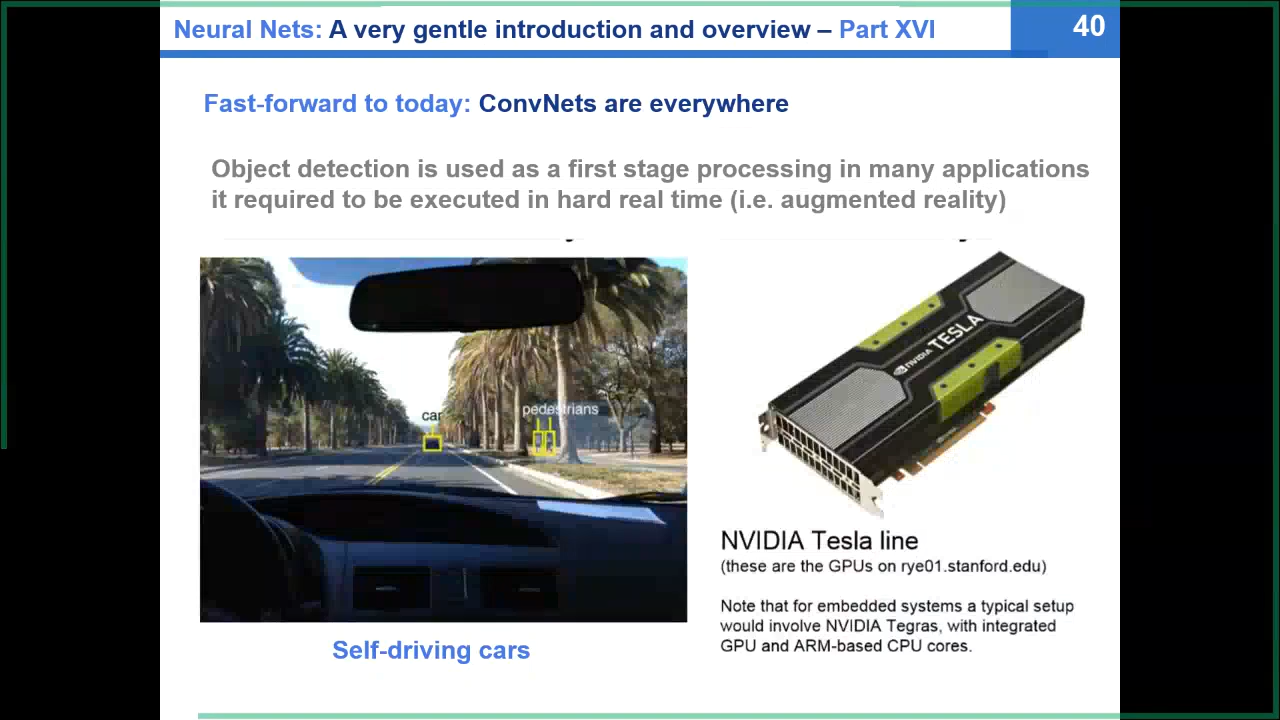 Neural Nets: A very gentle introduction and overview – Part XVI
40
Fast-forward to today: ConvNets are everywhere
Object detection is used as a first stage processing in many applications
it required to be executed in hard real time (i.e. augmented reality)
car
pedestrians
NVIDIA TESLA
NVIDIA Tesla line
(these are the GPUs on rye01.stanford.edu)
Note that for embedded systems a typical setup
would involve NVIDIA Tegras, with integrated
GPU and ARM-based CPU cores.
Self-driving cars